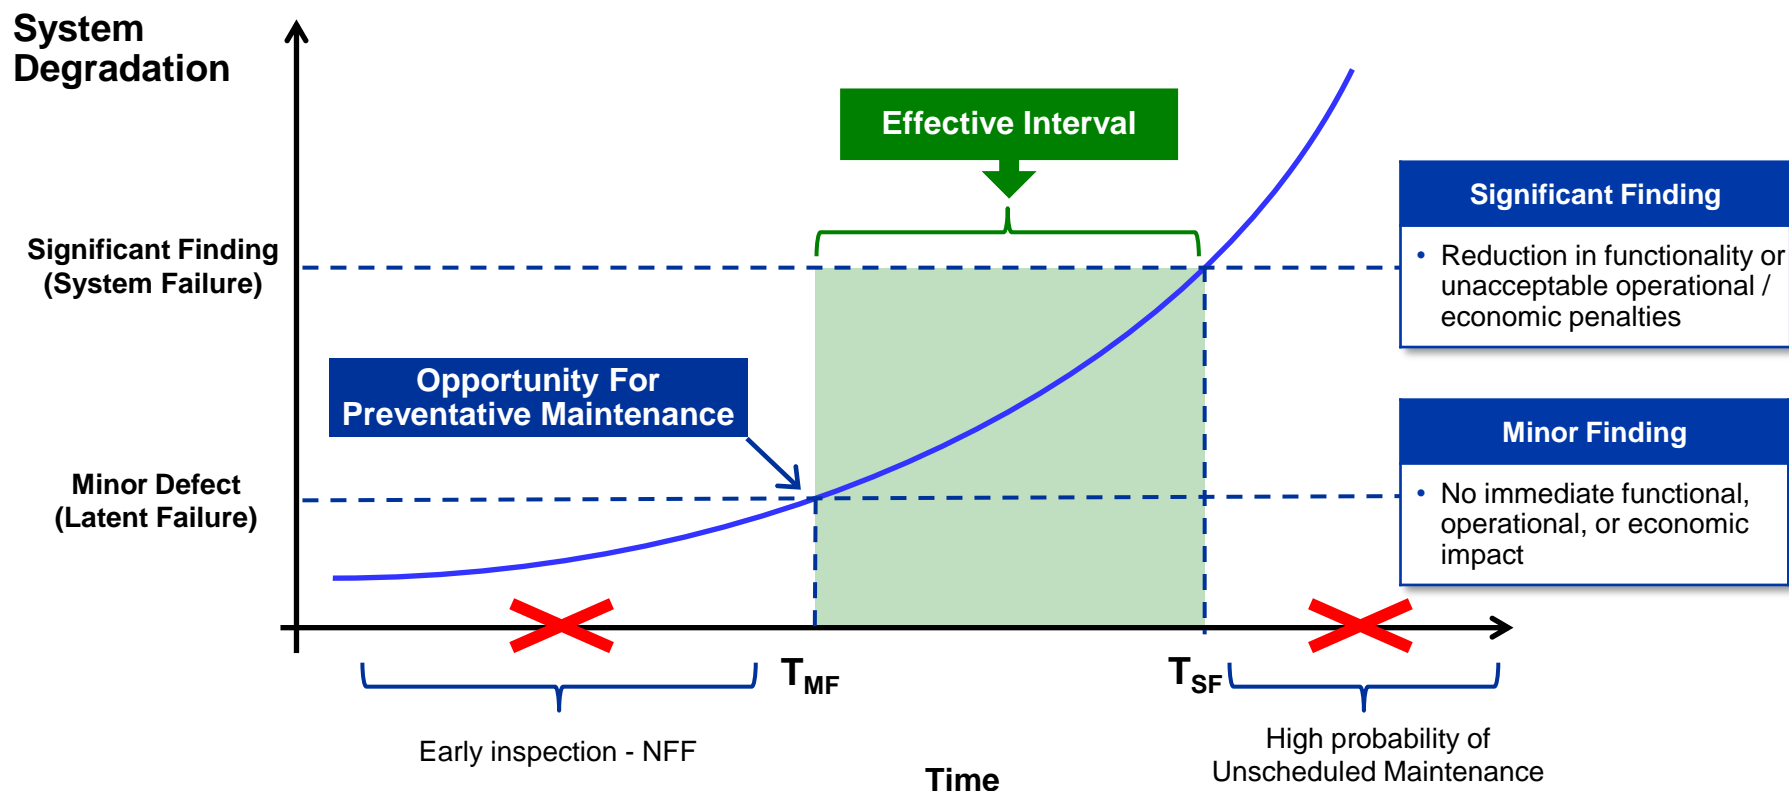 System
Degradation
Effective Interval
Significant Finding
• Reduction in functionality or
unacceptable operational /
economic penalties
Significant Finding
(System Failure)
Opportunity For
Preventative Maintenance
Minor Finding
• No immediate functional,
operational, or economic
impact
Minor Defect
(Latent Failure)
TMF
TSF
Early inspection - NFF
High probability of
Unscheduled Maintenance
Time